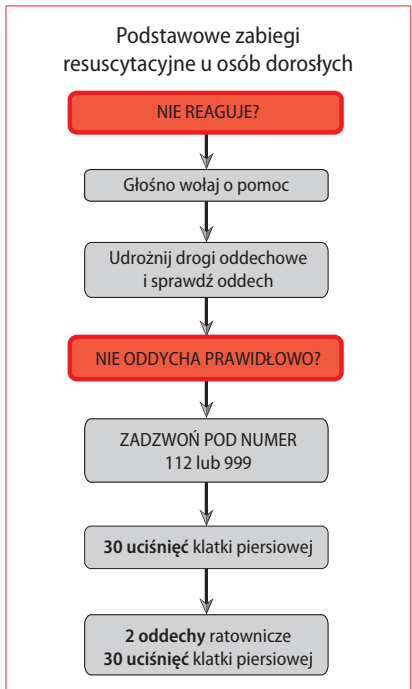 Podstawowe zabiegi
resuscytacyjne u osób dorosłych
NIE REAGUJE?
Głośno wołaj o pomoc
Udrożnij drogi oddechowe
i sprawdź oddech
NIE ODDYCHA PRAWIDŁOWO?
ZADZWOŃ POD NUMER
112 lub 999
30 uciśnięć klatki piersiowej
2 oddechy ratownicze
30 uciśnięć klatki piersiowej